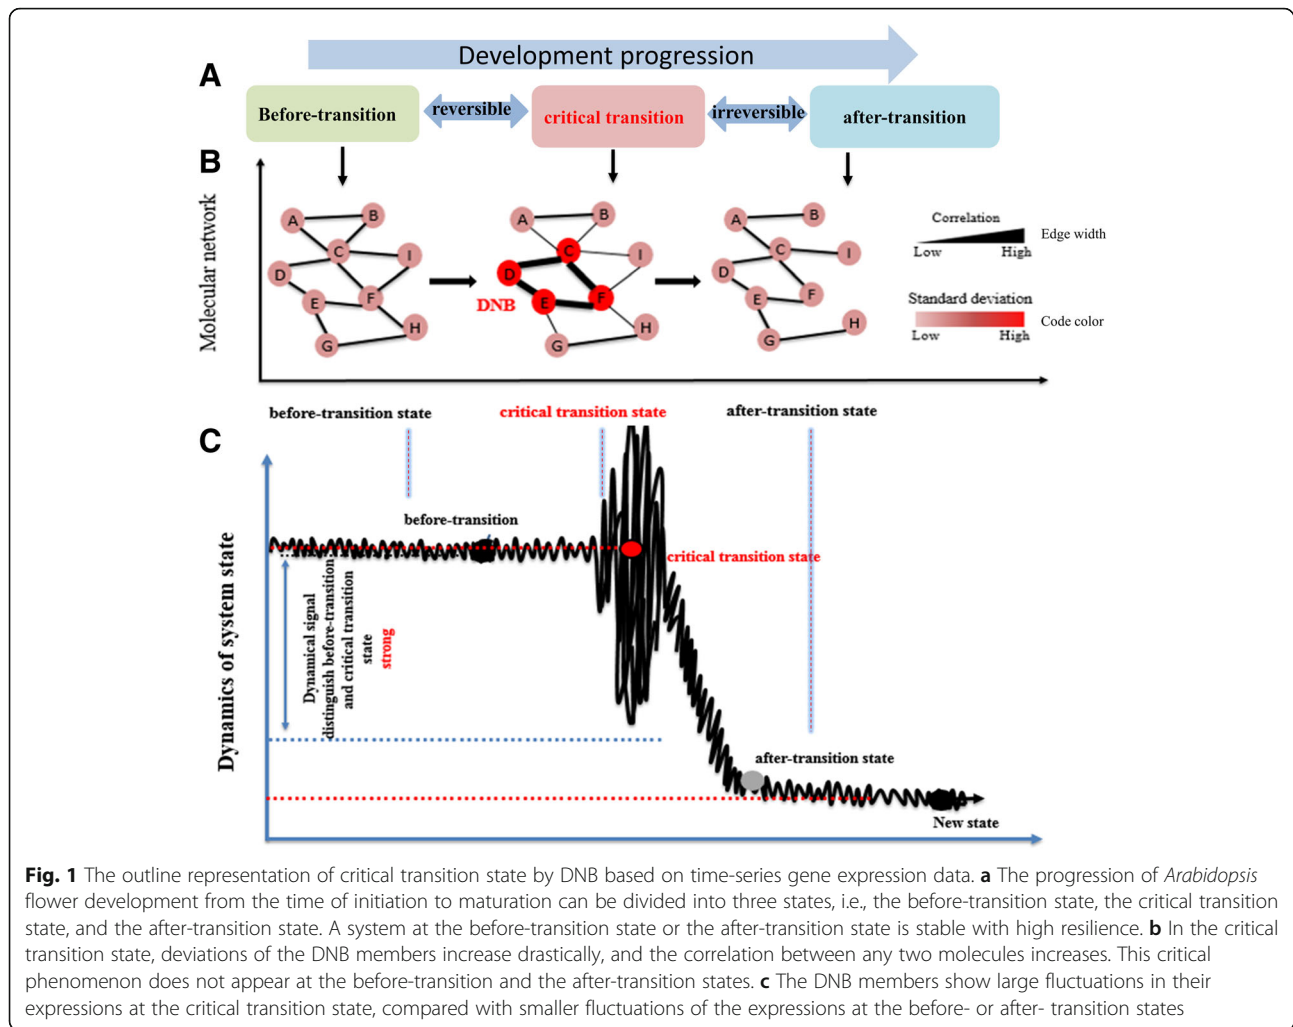 Development progression
A
Before-transition
reversible
critical transition
irreversible
after-transition
B
Molecular network
A
B
C
I
D
E
F
H
G
A
B
C
I
D
DNB
E
F
H
G
A
B
C
I
D
E
F
H
G
Correlation
Low
High
Edge width
Standard deviation
Low
High
Code color
before-transition state
critical transition state
after-transition state
C
Dynamics of system state
before-transition
critical transition state
Dynamical signal
distinguish before-transition
and critical transition
state
strong
after-transition state
New state
Fig. 1 The outline representation of critical transition state by DNB based on time-series gene expression data. a The progression of Arabidopsis
flower development from the time of initiation to maturation can be divided into three states, i.e., the before-transition state, the critical transition
state, and the after-transition state. A system at the before-transition state or the after-transition state is stable with high resilience. b In the critical
transition state, deviations of the DNB members increase drastically, and the correlation between any two molecules increases. This critical
phenomenon does not appear at the before-transition and the after-transition states. c The DNB members show large fluctuations in their
expressions at the critical transition state, compared with smaller fluctuations of the expressions at the before- or after- transition states